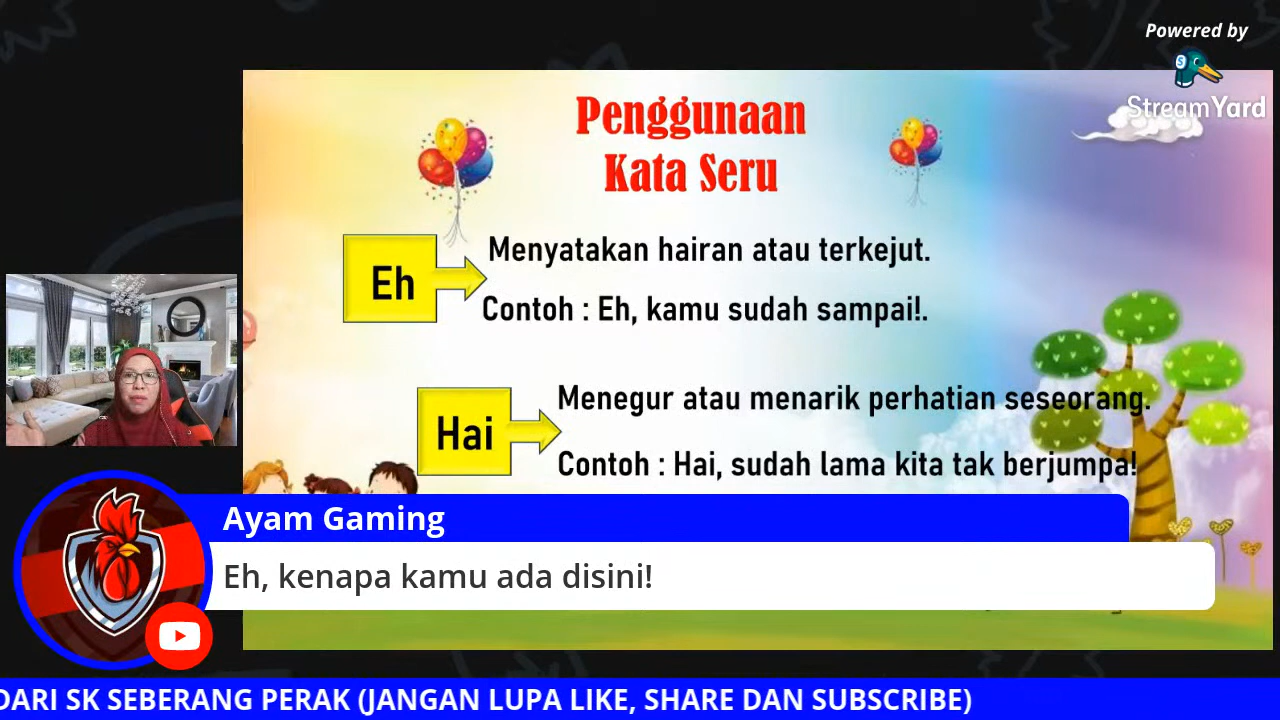 Powered by
StreamYard
Penggunaan
Kata Seru
Eh
Menyatakan hairan atau terkejut.
Contoh : Eh, kamu sudah sampai!.
Hai
Menegur atau menarik perhatian seseorang.
Contoh : Hai, sudah lama kita tak berjumpa!
Ayam Gaming
Eh, kenapa kamu ada disini!
DARI SK SEBERANG PERAK (JANGAN LUPA LIKE, SHARE DAN SUBSCRIBE)